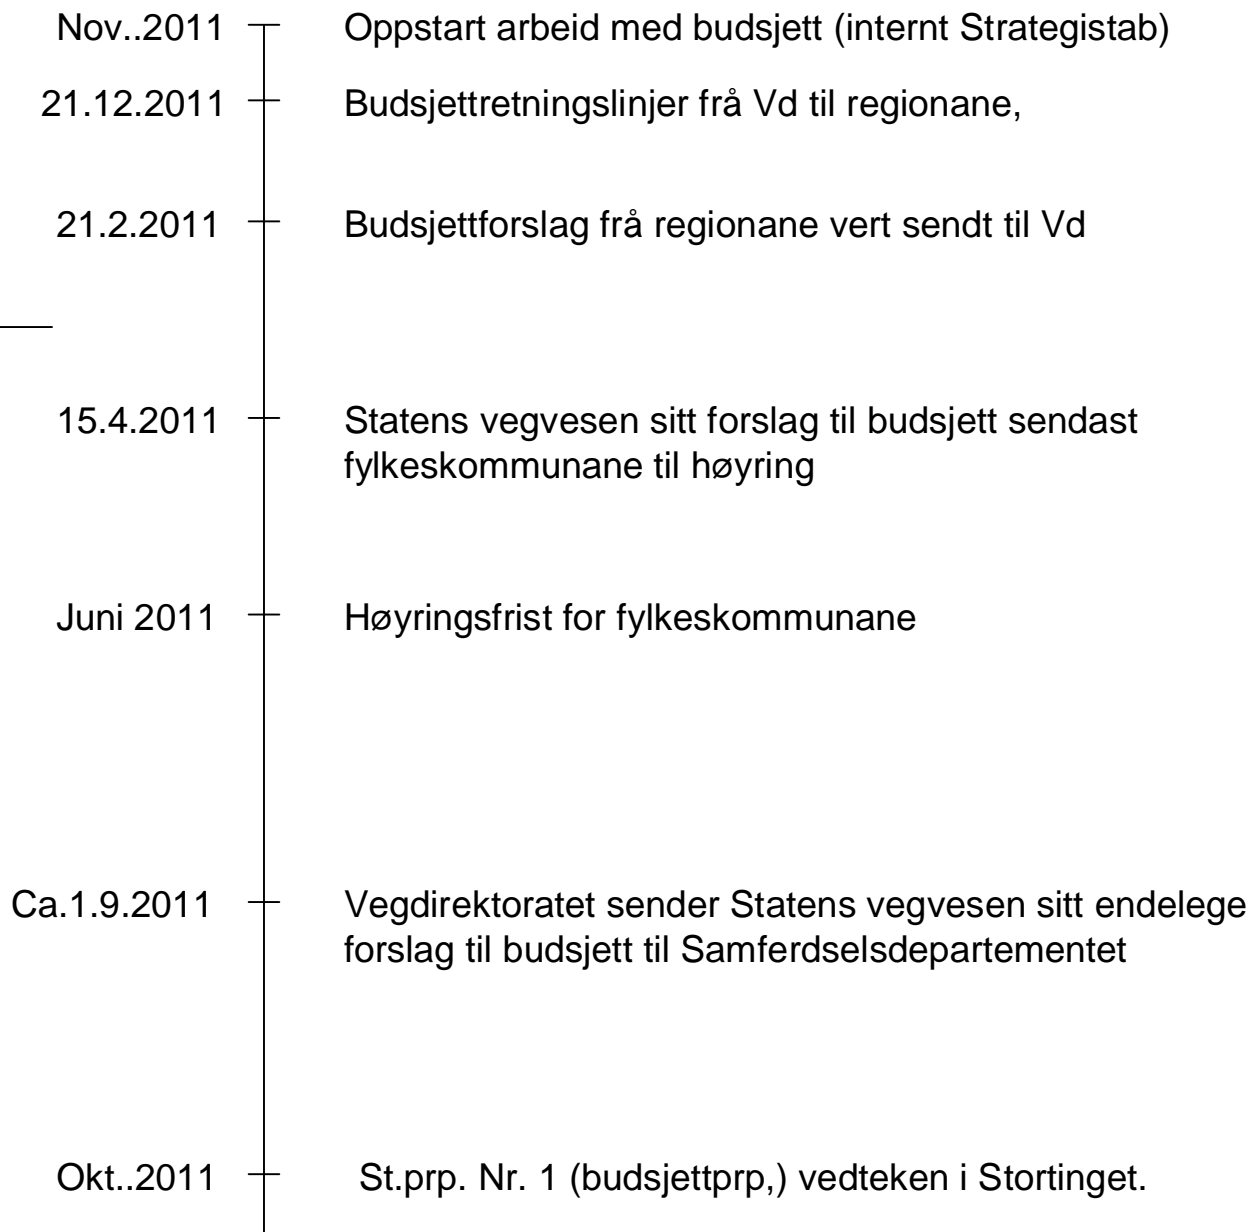 Nov..2011 Oppstart arbeid med budsjett (internt Strategistab)
21.12.2011 Budsjettretningslinjer frå Vd til regionane,
21.2.2011 Budsjettforslag frå regionane vert sendt til Vd
15.4.2011 Statens vegvesen sitt forslag til budsjett sendast
fylkeskommunane til høyring
Juni 2011 Høyringsfrist for fylkeskommunane
Ca.1.9.2011 Vegdirektoratet sender Statens vegvesen sitt endelege
forslag til budsjett til Samferdselsdepartementet
Okt..2011 St.prp. Nr. 1 (budsjettprp,) vedteken i Stortinget.